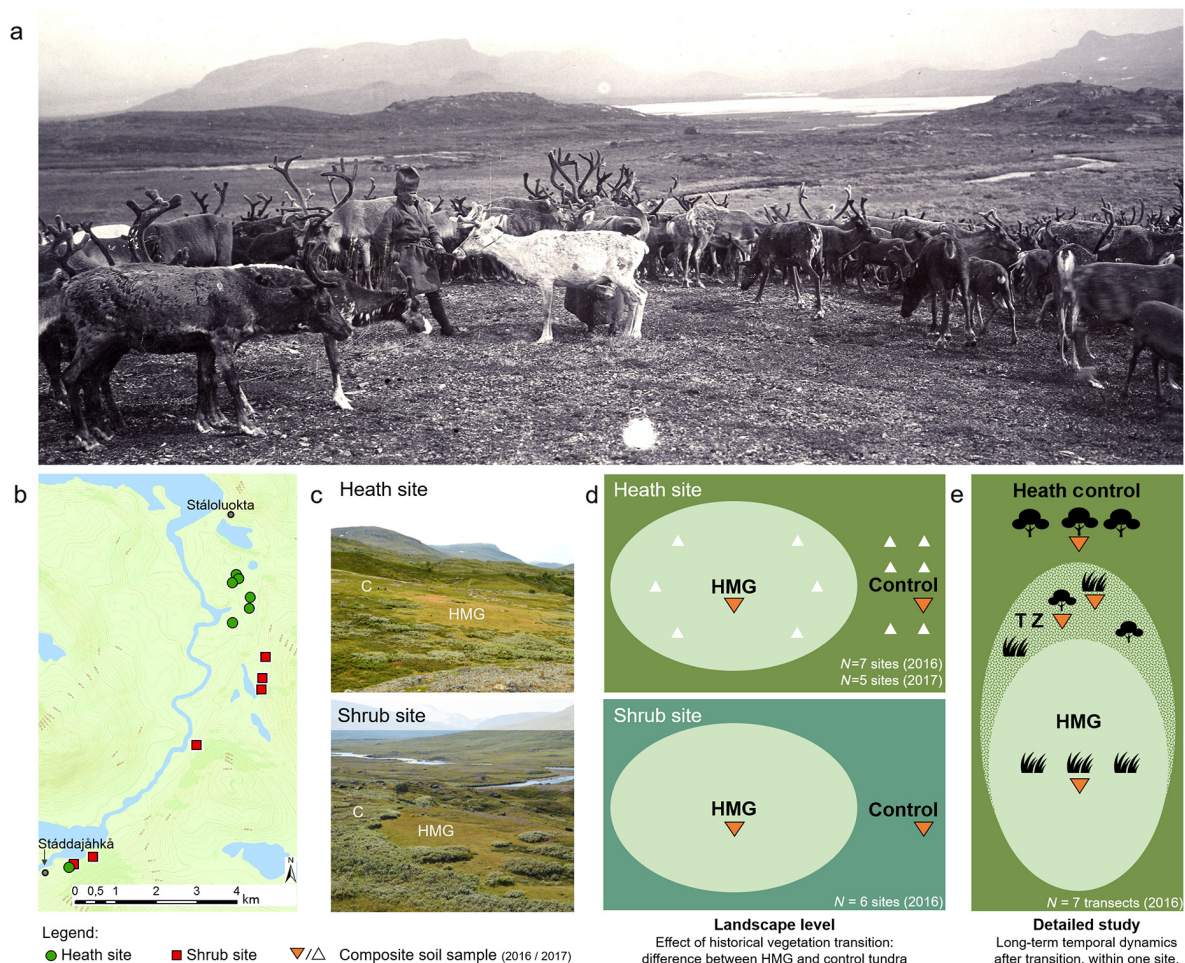 a
b
Stáloluokta
Stáddajåhkå
N
0 0,5 1 2 3 4
km
c
Heath site
C
HMG
Shrub site
C
HMG
d
Heath site
HMG
Control
N=7 sites (2016)
N=5 sites (2017)
Shrub site
HMG
Control
N = 6 sites (2016)
e
Heath control
TZ
HMG
N = 7 transects (2016)
Legend:
Heath site
Shrub site
/
Composite soil sample (2016 / 2017)
Landscape level
Effect of historical vegetation transition:
difference between HMG and control tundra
Detailed study
Long-term temporal dynamics
after transition, within one site.